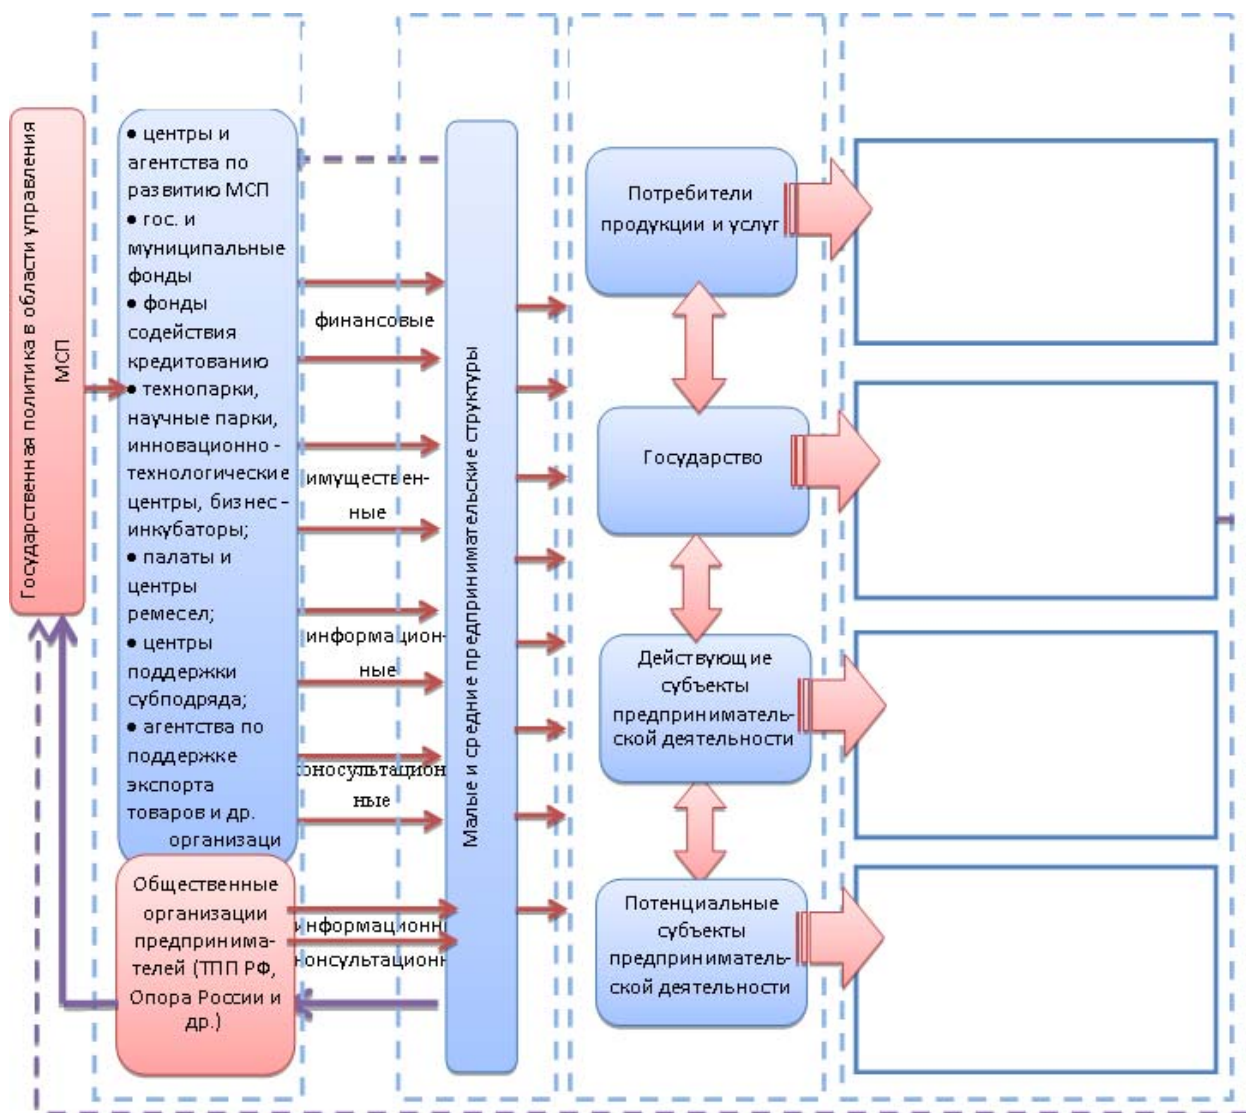 Государственная политика в области управления
МСП
● центры и
агентства по
развитию МСП
● гос. и
муниципальные
фонды
● фонды
содействия
кредитованию
● технопарки,
научные парки,
инновационно -
технологические
центры, бизнес -
инкубаторы;
● палаты и
центры
ремесел;
● центры
поддержки
субподряда;
● агентства по
поддержке
экспорта
товаров и др.
организаци
Общественные
организации
предпринима-
телей (ТПП РФ,
Опора России и
др.)
финансовые
имуществен-
ные
информацион-
ные
коносультацион
ные
информационн
консультационн
Малые и средние предпринимательские структуры
Потребители
продукции и услуг
Государство
Действующие
субъекты
предприниматель-
ской деятельности
Потенциальные
субъекты
предприниматель-
ской деятельности